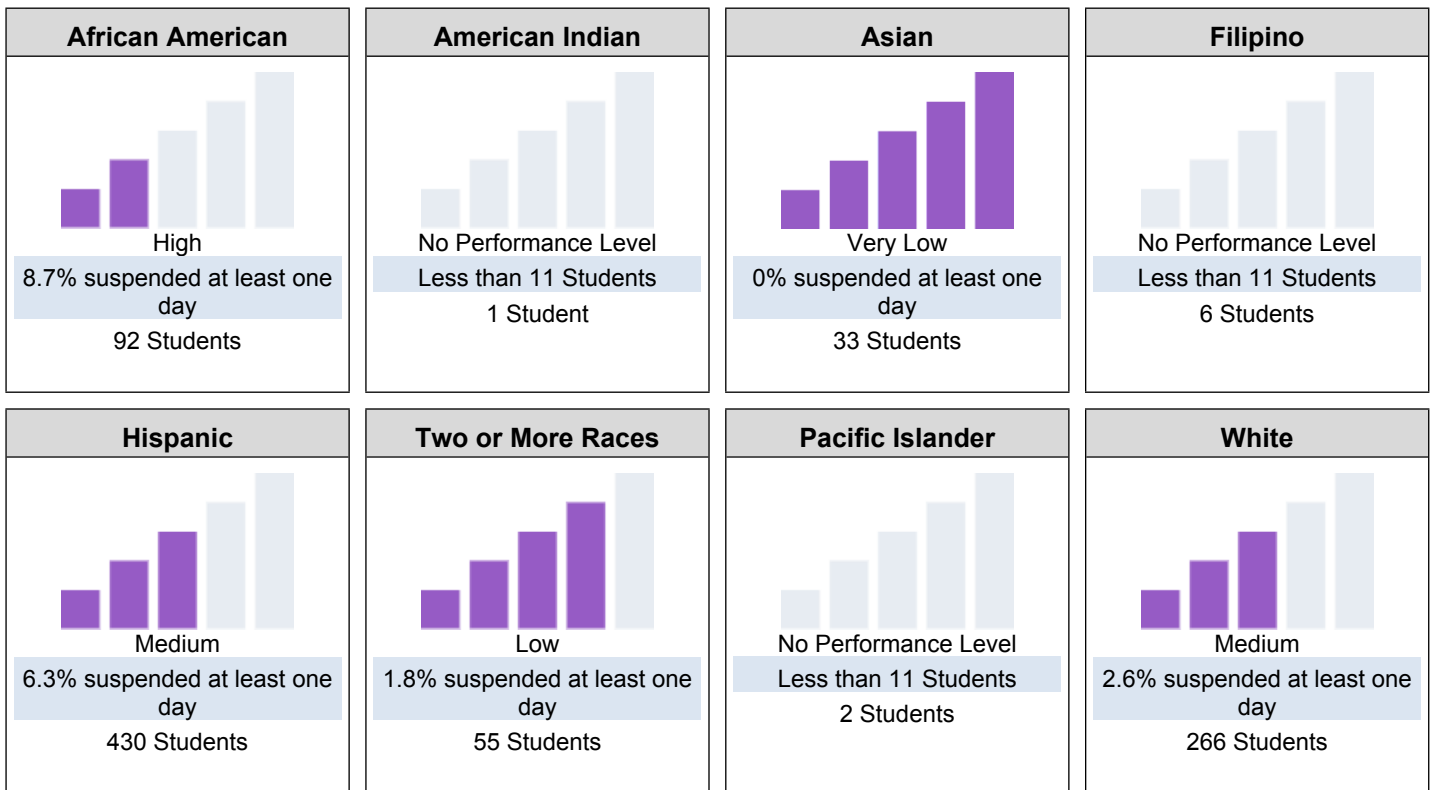 African American
American Indian
Asian
Filipino
High
No Performance Level
Very Low
No Performance Level
8.7% suspended at least one
day
Less than 11 Students
0% suspended at least one
day
Less than 11 Students
92 Students
1 Student
33 Students
6 Students
Hispanic
Two or More Races
Pacific Islander
White
Medium
Low
No Performance Level
Medium
6.3% suspended at least one
day
1.8% suspended at least one
day
Less than 11 Students
2.6% suspended at least one
day
430 Students
55 Students
2 Students
266 Students